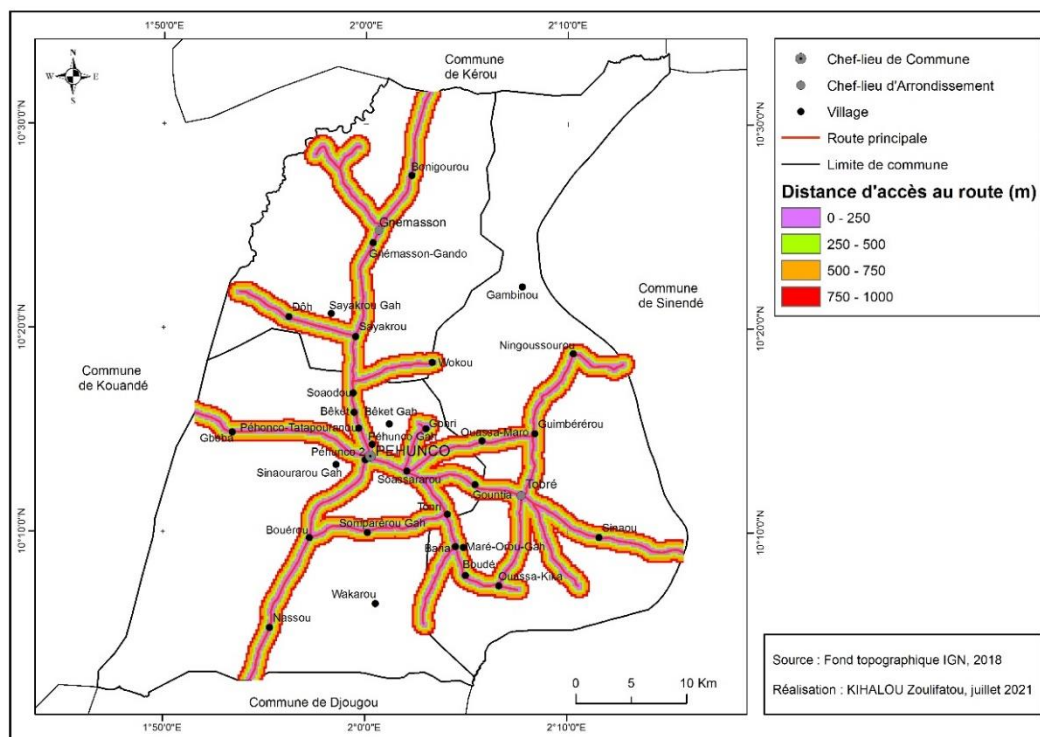 1°50'0"E
2°0'0"E
2°10'0"E
N
W
E
S
Commune
de Kérou
10°30'0"N
10°30'0"N
Bonigourou
Gnémasson
Gnémasson-Gando
Gambinou
Commune
de Sinendé
Dôh
Sayakrou Gah
Sayakrou
10°20'0"N
10°20'0"N
Ningoussourou
Wokou
Commune
de Kouandé
Soaodou
Bêket
Bêket Gah
Gbéba
Péhonco-Tatapouranou
Ouassa-Maro
Guimbérérou
Péhunco Gah
Péhunco 2
PEHUNCO
Sinaourarou Gah
Soassararou
Gountia
Tobré
Tonri
Bouérou
Somparérou Gah
Sinaou
10°10'0"N
10°10'0"N
Bana
Maré-Orou-Gah
Boudé
Ouassa-Kika
Wakarou
Nassou
0
5
10 Km
Commune de Djougou
1°50'0"E
2°0'0"E
2°10'0"E
Chef-lieu de Commune
Chef-lieu d'Arrondissement
Village
Route principale
Limite de commune
Distance d'accès au route (m)
0 - 250
250 - 500
500 - 750
750 - 1000
Source : Fond topographique IGN, 2018
Réalisation : KIHALOU Zoulifatou, juillet 2021